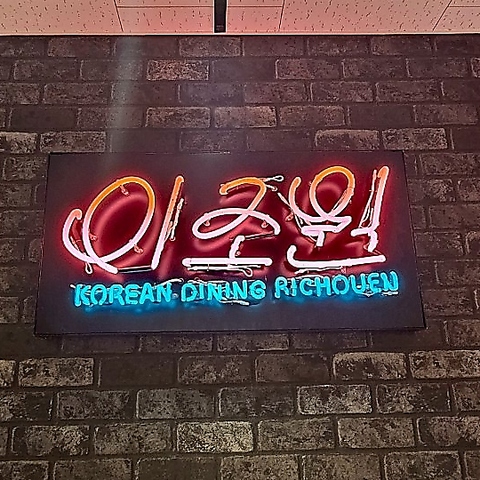 이조원
KOREAN DINING RICHOUEN